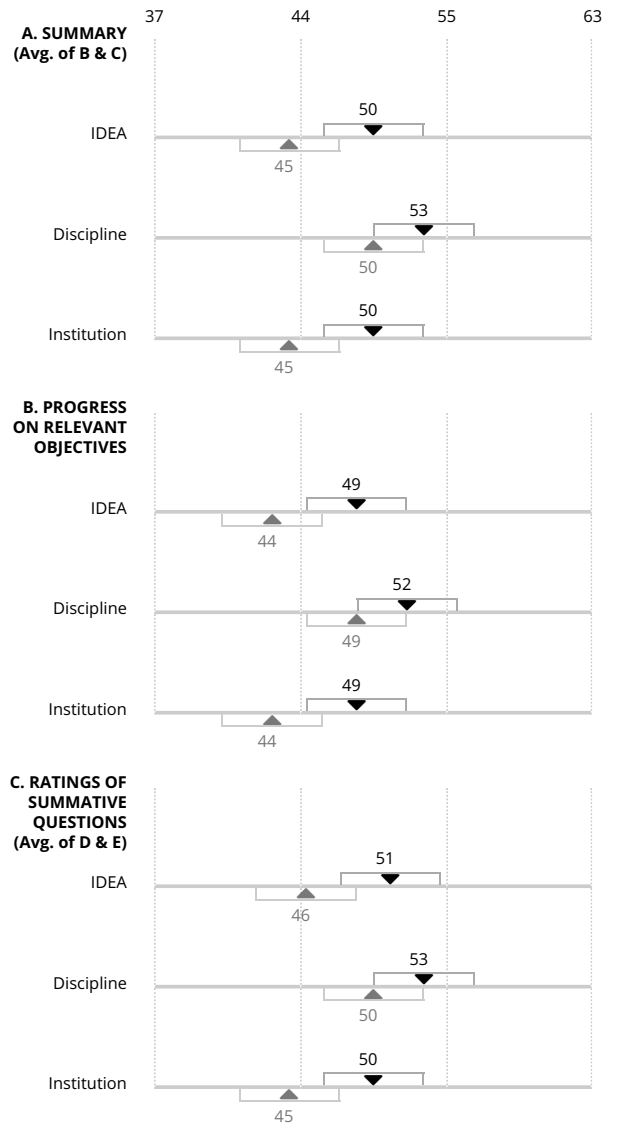 37 44 55 63
A. SUMMARY
(Avg. of B & C)
50
IDEA
45
53
Discipline
50
50
Institution
45
B. PROGRESS
ON RELEVANT
OBJECTIVES
49
IDEA
44
52
Discipline
49
49
Institution
44
C. RATINGS OF
SUMMATIVE
QUESTIONS
(Avg. of D & E)
51
IDEA
46
53
Discipline
50
50
Institution
45